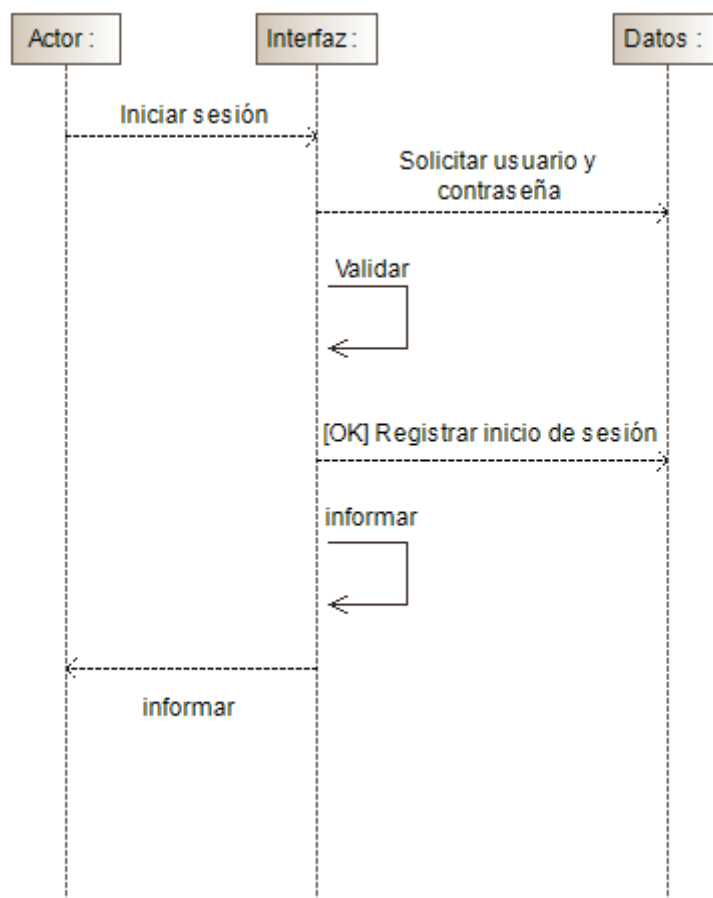 Actor :
Interfaz :
Datos :
Iniciar sesión
Solicitar usuario y
contraseña
Validar
[OK] Registrar inicio de sesión
informar
informar